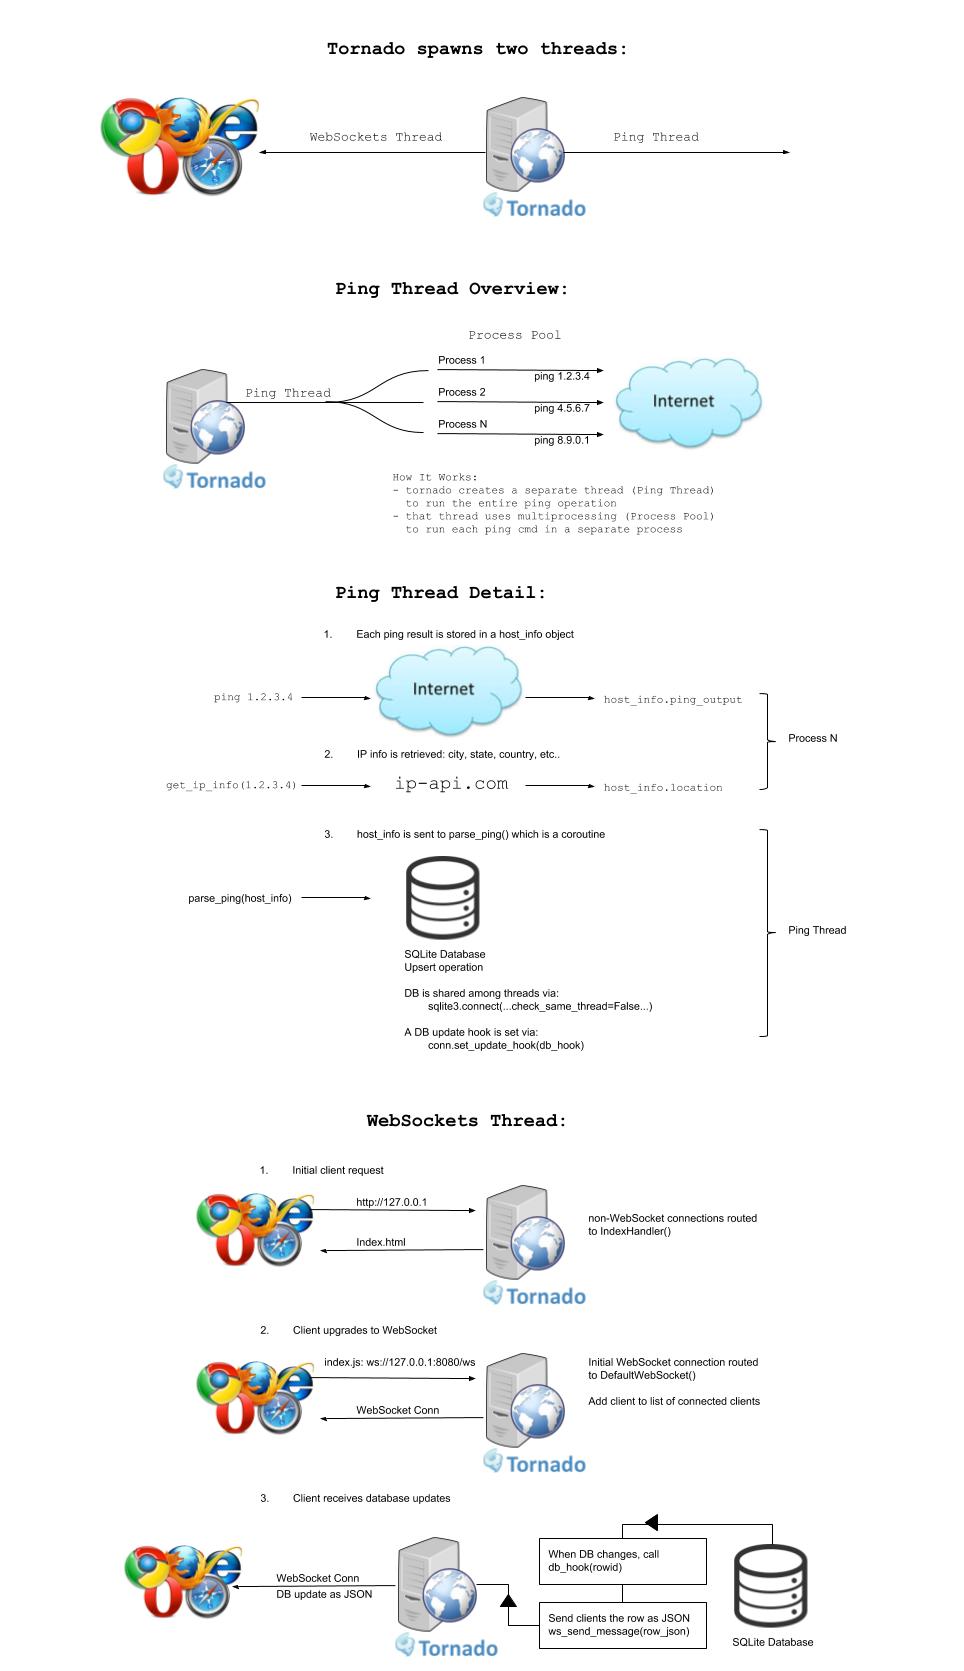 Tornado spawns two threads:
WebSockets Thread
Ping Thread
Tornado
Ping Thread Overview:
Process Pool
Process 1
ping 1.2.3.4
Ping Thread
Process 2
ping 4.5.6.7
Internet
Process N
ping 8.9.0.1
Tornado
How It Works:
- tornado creates a separate thread (Ping Thread)
to run the entire ping operation
- that thread uses multiprocessing (Process Pool)
to run each ping cmd in a separate process
Ping Thread Detail:
1. Each ping result is stored in a host_info object
ping 1.2.3.4
Internet
host_info.ping_output
Process N
2. IP info is retrieved: city, state, country, etc..
get_ip_info(1.2.3.4)
ip-api.com
host_info.location
3. host_info is sent to parse_ping() which is a coroutine
parse_ping(host_info)
Ping Thread
SQLite Database
Upsert operation
DB is shared among threads via:
sqlite3.connect(...check_same_thread=False...)
A DB update hook is set via:
conn.set_update_hook(db_hook)
WebSockets Thread:
1. Initial client request
http://127.0.0.1
Index.html
non-WebSocket connections routed
to IndexHandler()
Tornado
2. Client upgrades to WebSocket
index.js: ws://127.0.0.1:8080/ws
WebSocket Conn
Initial WebSocket connection routed
to DefaultWebSocket()
Add client to list of connected clients
Tornado
3. Client receives database updates
WebSocket Conn
DB update as JSON
Tornado
When DB changes, call
db_hook(rowid)
Send clients the row as JSON
ws_send_message(row_json)
SQLite Database